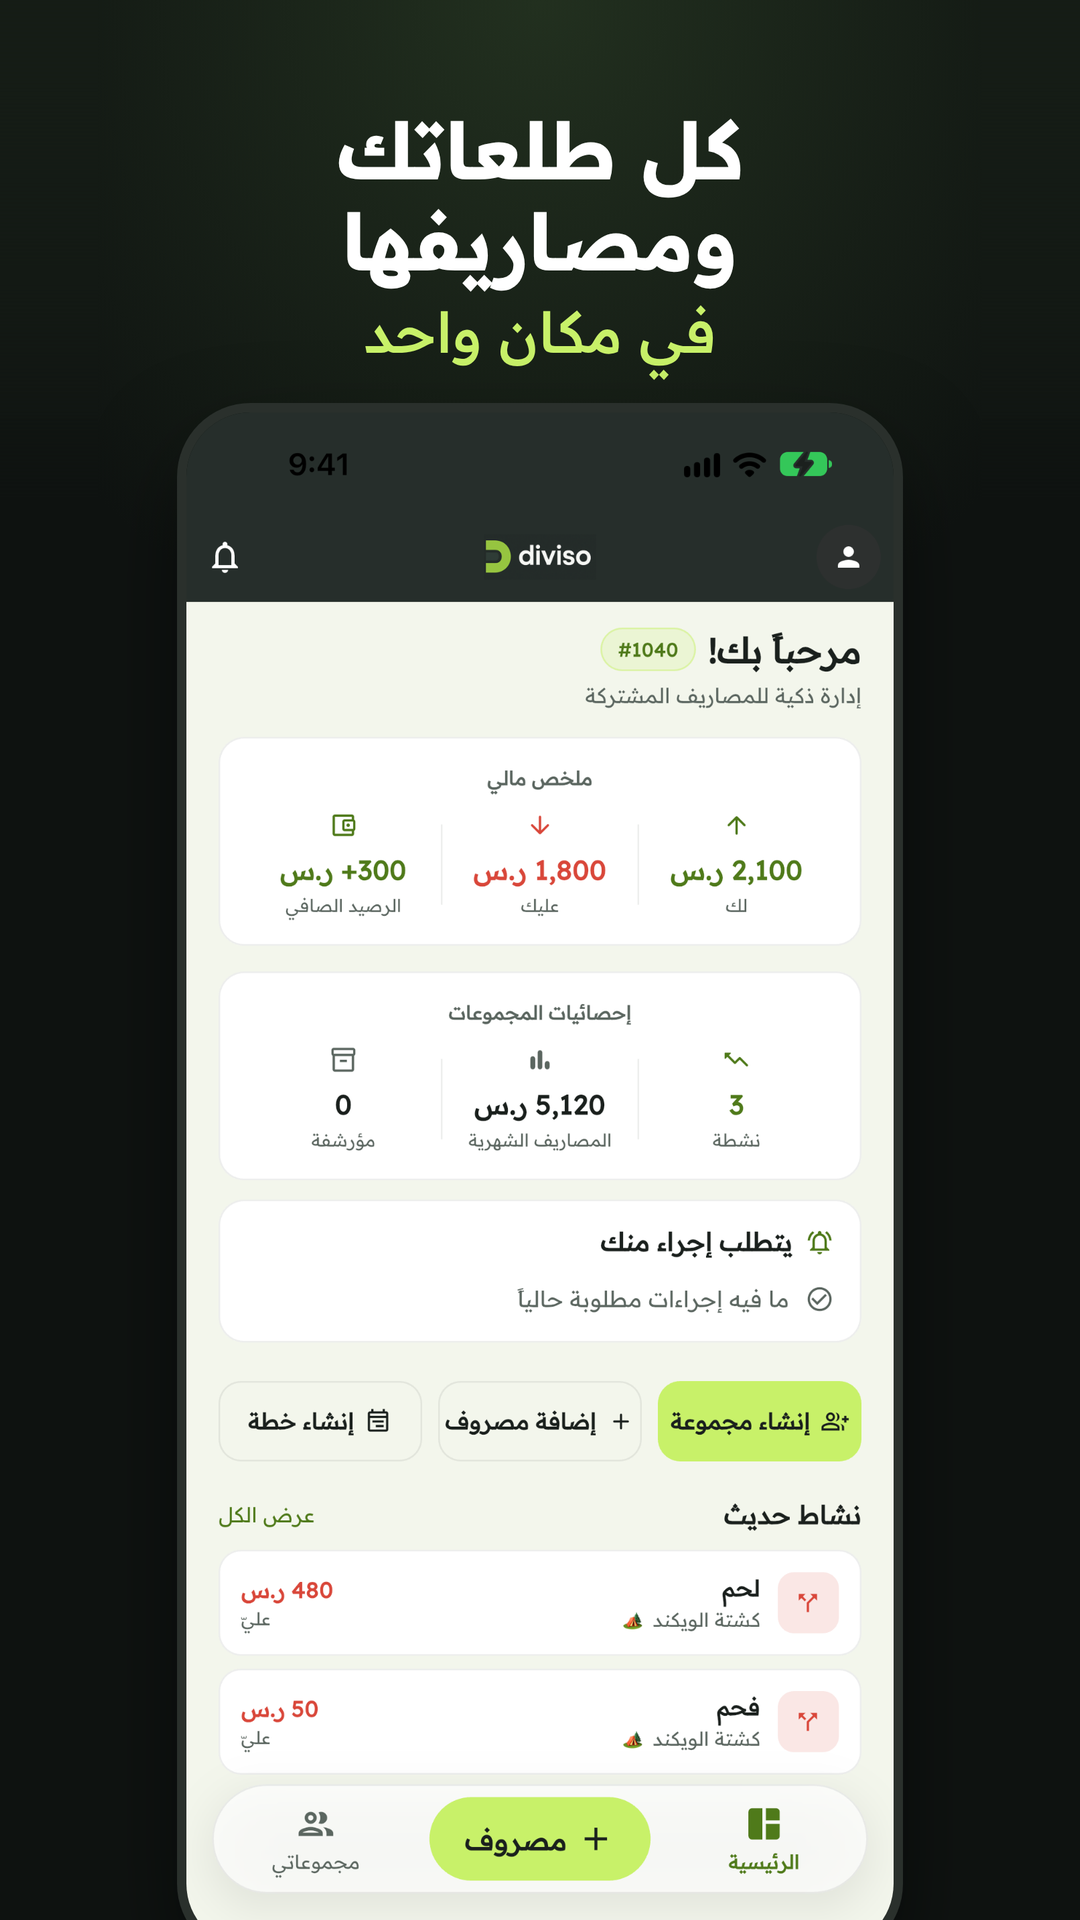 كل طلعاتك
ومصاريفها
في مكان واحد
9:41
diviso
مرحباً بك! #1040
إدارة ذكية للمصاريف المشتركة
ملخص مالي
2,100 ر.س
لك
1,800 ر.س
عليك
+300 ر.س
الرصيد الصافي
إحصائيات المجموعات
3
نشطة
5,120 ر.س
المصاريف الشهرية
0
مؤرشفة
يتطلب إجراء منك
ما فيه إجراءات مطلوبة حالياً
إنشاء مجموعة
إضافة مصروف
إنشاء خطة
نشاط حديث
عرض الكل
لحم
كشتة الويكند
480 ر.س
عليّ
فحم
كشتة الويكند
50 ر.س
عليّ
الرئيسية
+ مصروف
مجموعاتي